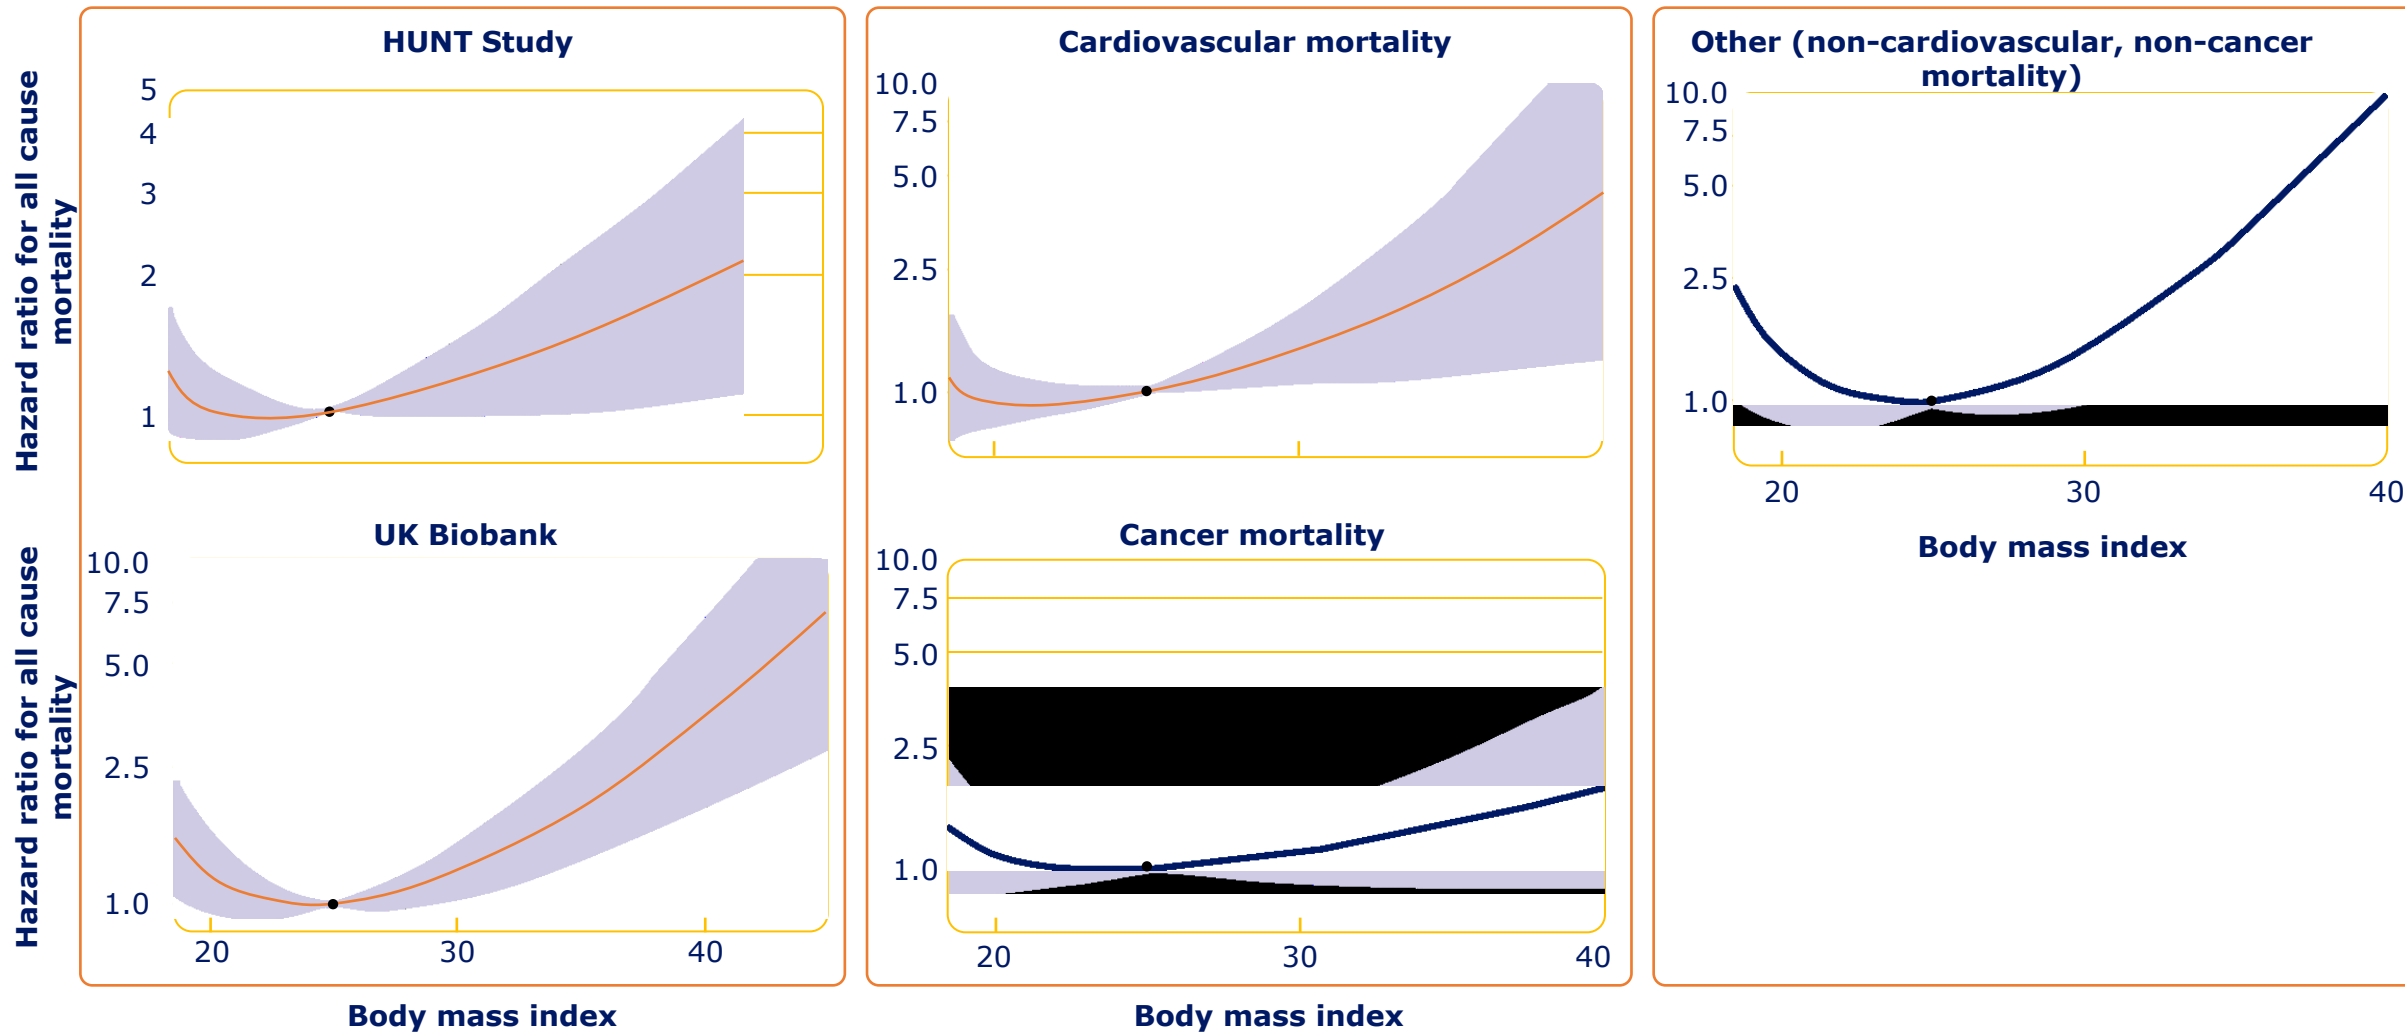 HUNT Study
Hazard ratio for all cause
mortality
5
4
3
2
1
UK Biobank
Hazard ratio for all cause
mortality
10.0
7.5
5.0
2.5
1.0
20 30 40
Body mass index
Cardiovascular mortality
10.0
7.5
5.0
2.5
1.0
Cancer mortality
10.0
7.5
5.0
2.5
1.0
20 30 40
Body mass index
Other (non-cardiovascular, non-cancer
mortality)
10.0
7.5
5.0
2.5
1.0
20 30 40
Body mass index